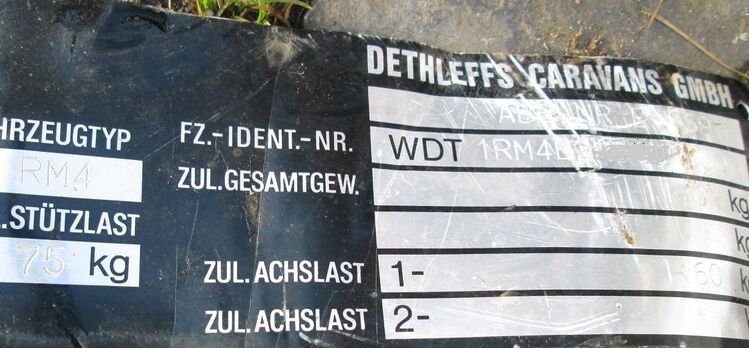 DETHLEFFS CARAVANS GMBH
HRZEUGTYP FZ.-IDENT.-NR. WDT 1RM4
RM4 ZUL.GESAMTGEW. kg
.STÜTZLAST
75 kg ZUL.ACHSLAST 1- 60 k
ZUL.ACHSLAST 2-